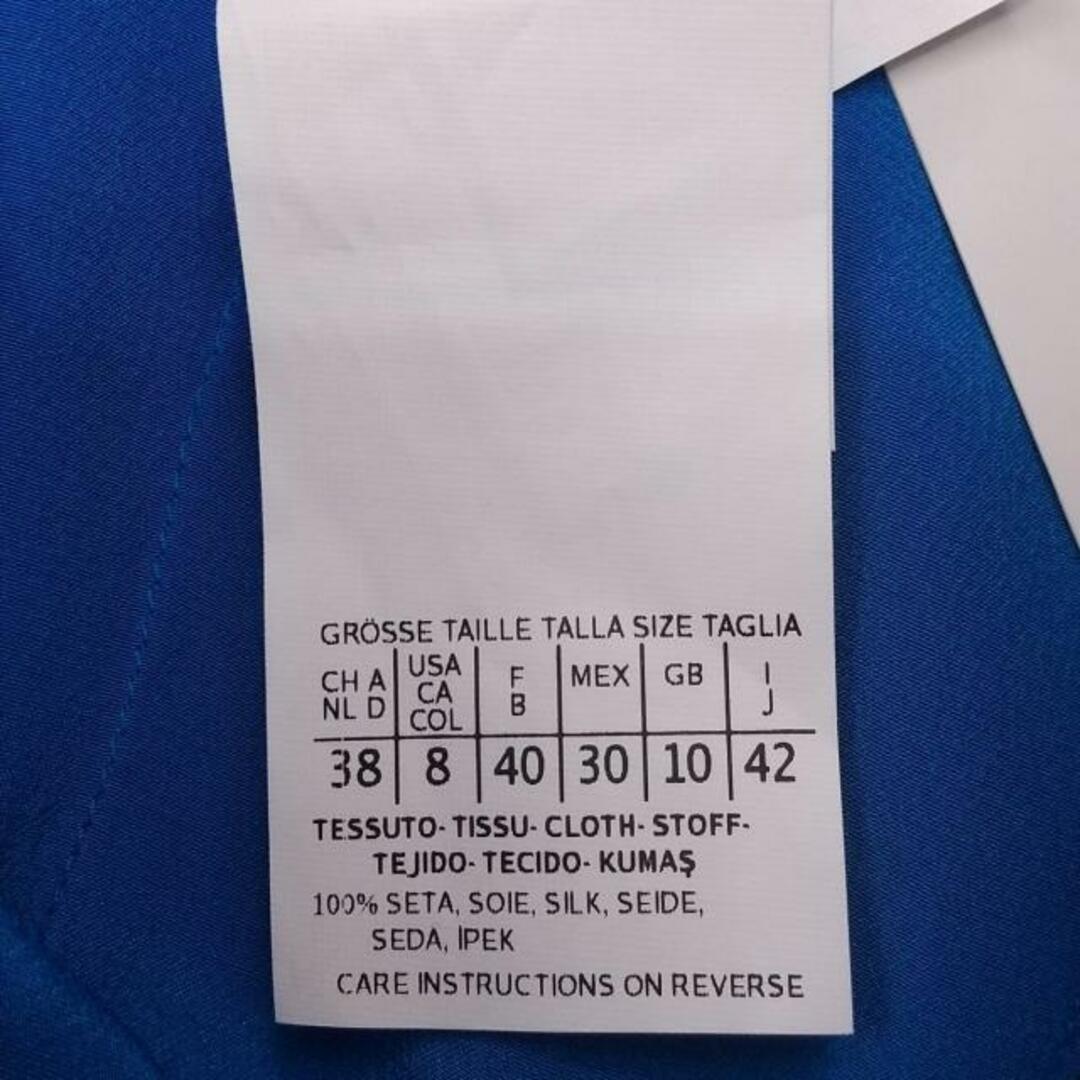 GRÖSSE TAILLE TALLA SIZE TAGLIA
CH A USA F MEX GB I
NL D CA B J
COL
38 8 40 30 10 42
TESSUTO- TISSU- CLOTH- STOFF-
TEJIDO- TECIDO- KUMAŞ
100% SETA, SOIE, SILK, SEIDE,
SEDA, İPEK
CARE INSTRUCTIONS ON REVERSE